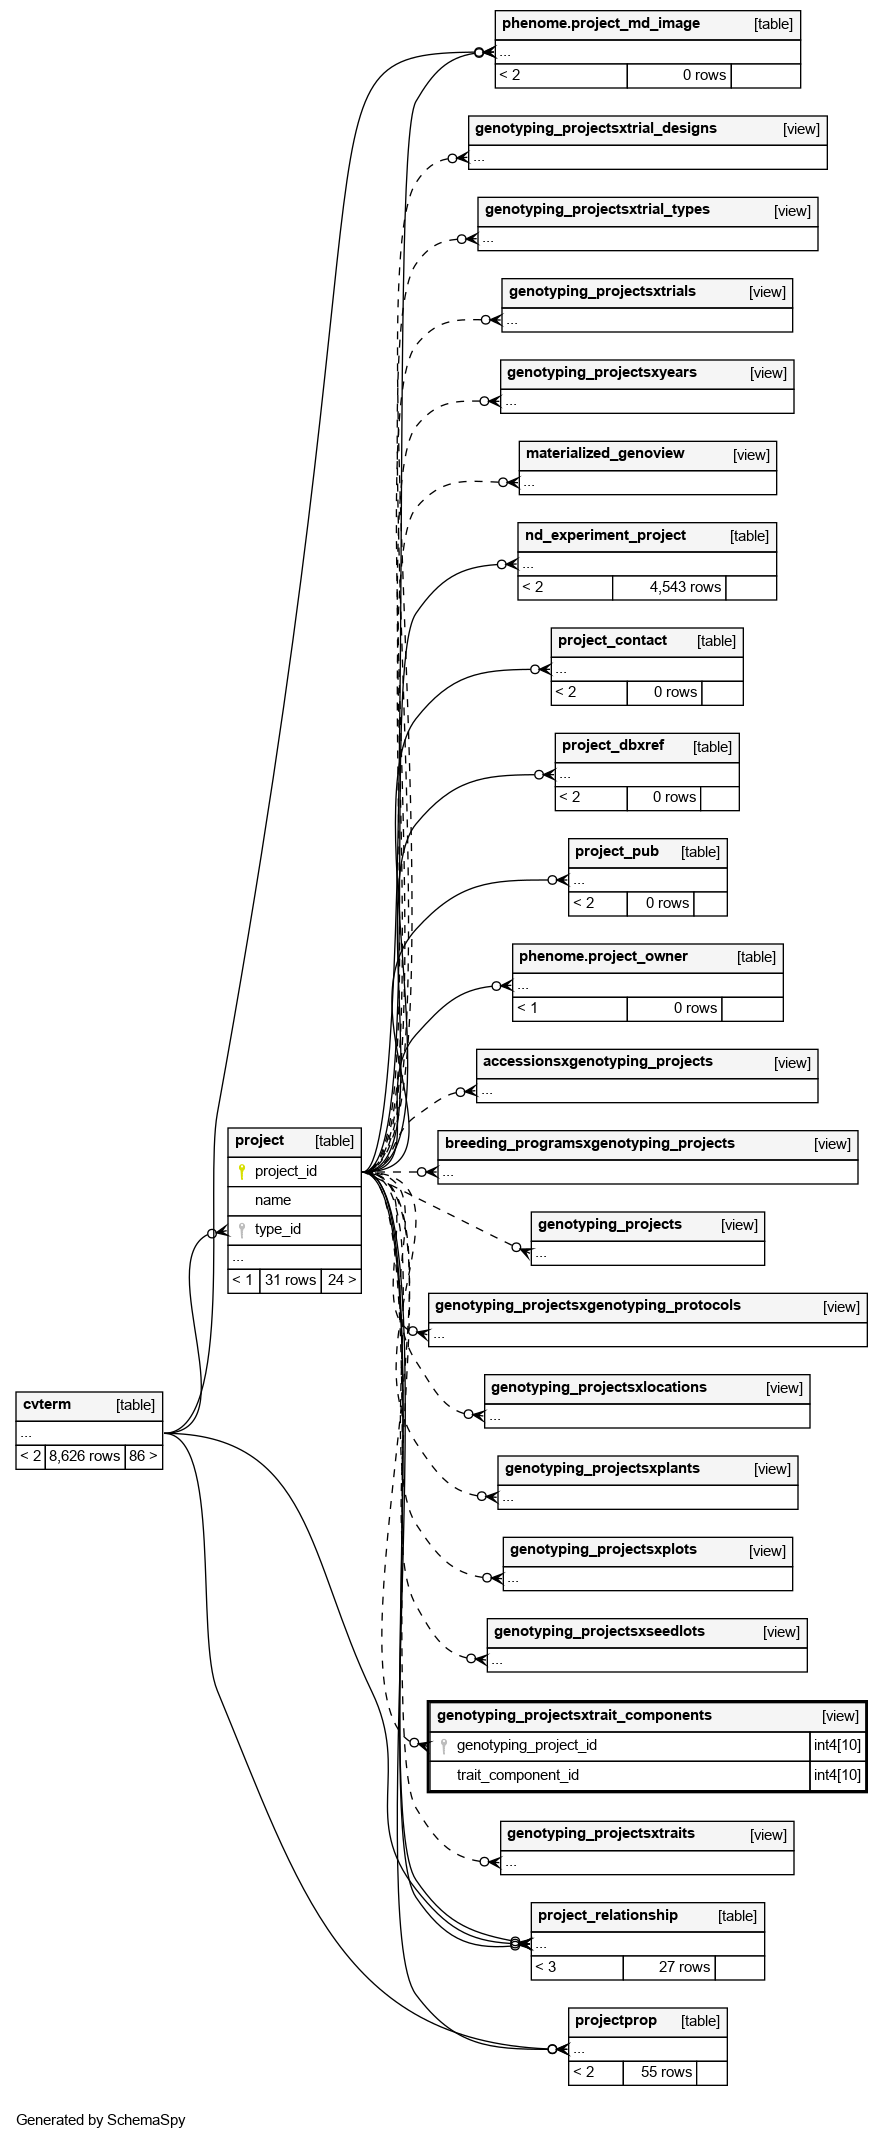 phenome.project_md_image [table]
...
< 2 0 rows
genotyping_projectsxtrial_designs [view]
...
genotyping_projectsxtrial_types [view]
...
genotyping_projectsxtrials [view]
...
genotyping_projectsxyears [view]
...
materialized_genoview [view]
...
nd_experiment_project [table]
...
< 2 4,543 rows
project_contact [table]
...
< 2 0 rows
project_dbxref [table]
...
< 2 0 rows
project_pub [table]
...
< 2 0 rows
phenome.project_owner [table]
...
< 1 0 rows
accessionsxgenotyping_projects [view]
...
project [table]
project_id
name
type_id
...
< 1 31 rows 24 >
breeding_programsxgenotyping_projects [view]
...
genotyping_projects [view]
...
genotyping_projectsxgenotyping_protocols [view]
...
cvterm [table]
...
< 2 8,626 rows 86 >
genotyping_projectsxlocations [view]
...
genotyping_projectsxplants [view]
...
genotyping_projectsxplots [view]
...
genotyping_projectsxseedlots [view]
...
genotyping_projectsxtrait_components [view]
genotyping_project_id int4[10]
trait_component_id int4[10]
genotyping_projectsxtraits [view]
...
project_relationship [table]
...
< 3 27 rows
projectprop [table]
...
< 2 55 rows
Generated by SchemaSpy